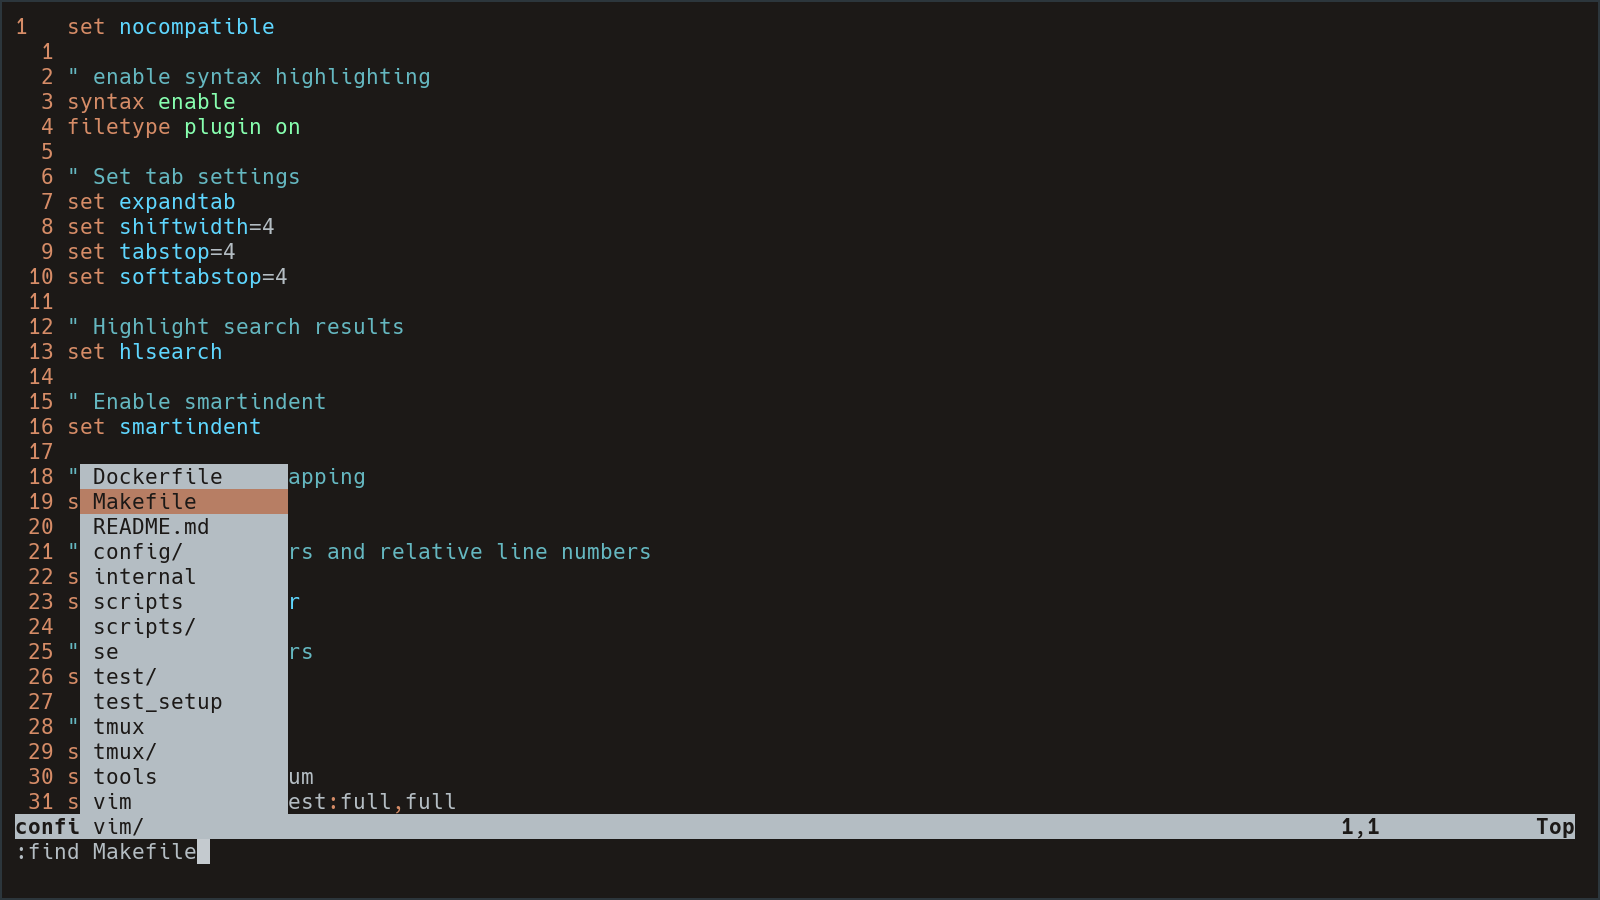 1   set nocompatible
  1
  2 " enable syntax highlighting
  3 syntax enable
  4 filetype plugin on
  5
  6 " Set tab settings
  7 set expandtab
  8 set shiftwidth=4
  9 set tabstop=4
 10 set softtabstop=4
 11
 12 " Highlight search results
 13 set hlsearch
 14
 15 " Enable smartindent
 16 set smartindent
 17
 18 " Dockerfile     apping
 19 s Makefile
 20   README.md
 21 " config/        rs and relative line numbers
 22 s internal
 23 s scripts        r
 24   scripts/
 25 " se             rs
 26 s test/
 27   test_setup
 28 " tmux
 29 s tmux/
 30 s tools          um
 31 s vim            est:full,full
confi vim/ 1,1 Top
:find Makefile